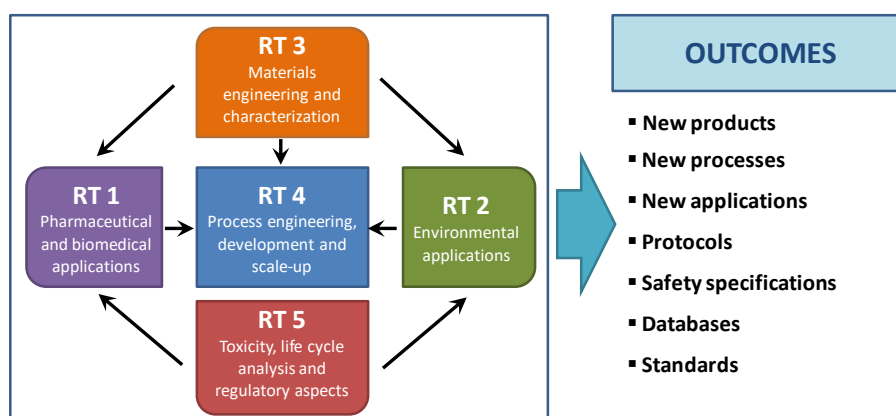 RT 3
Materials
engineering and
characterization
RT 1
Pharmaceutical
and biomedical
applications
RT 4
Process engineering,
development and
scale-up
RT 2
Environmental
applications
RT 5
Toxicity, life cycle
analysis and
regulatory aspects
OUTCOMES
▪ New products
▪ New processes
▪ New applications
▪ Protocols
▪ Safety specifications
▪ Databases
▪ Standards